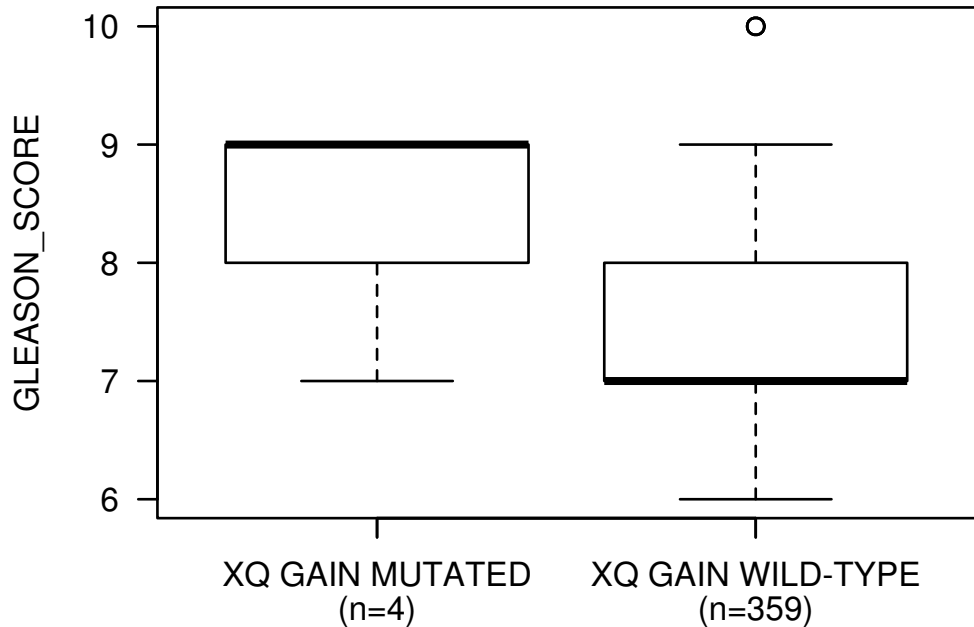 GLEASON_SCORE
10
9
8
7
6
XQ GAIN MUTATED
(n=4)
XQ GAIN WILD-TYPE
(n=359)